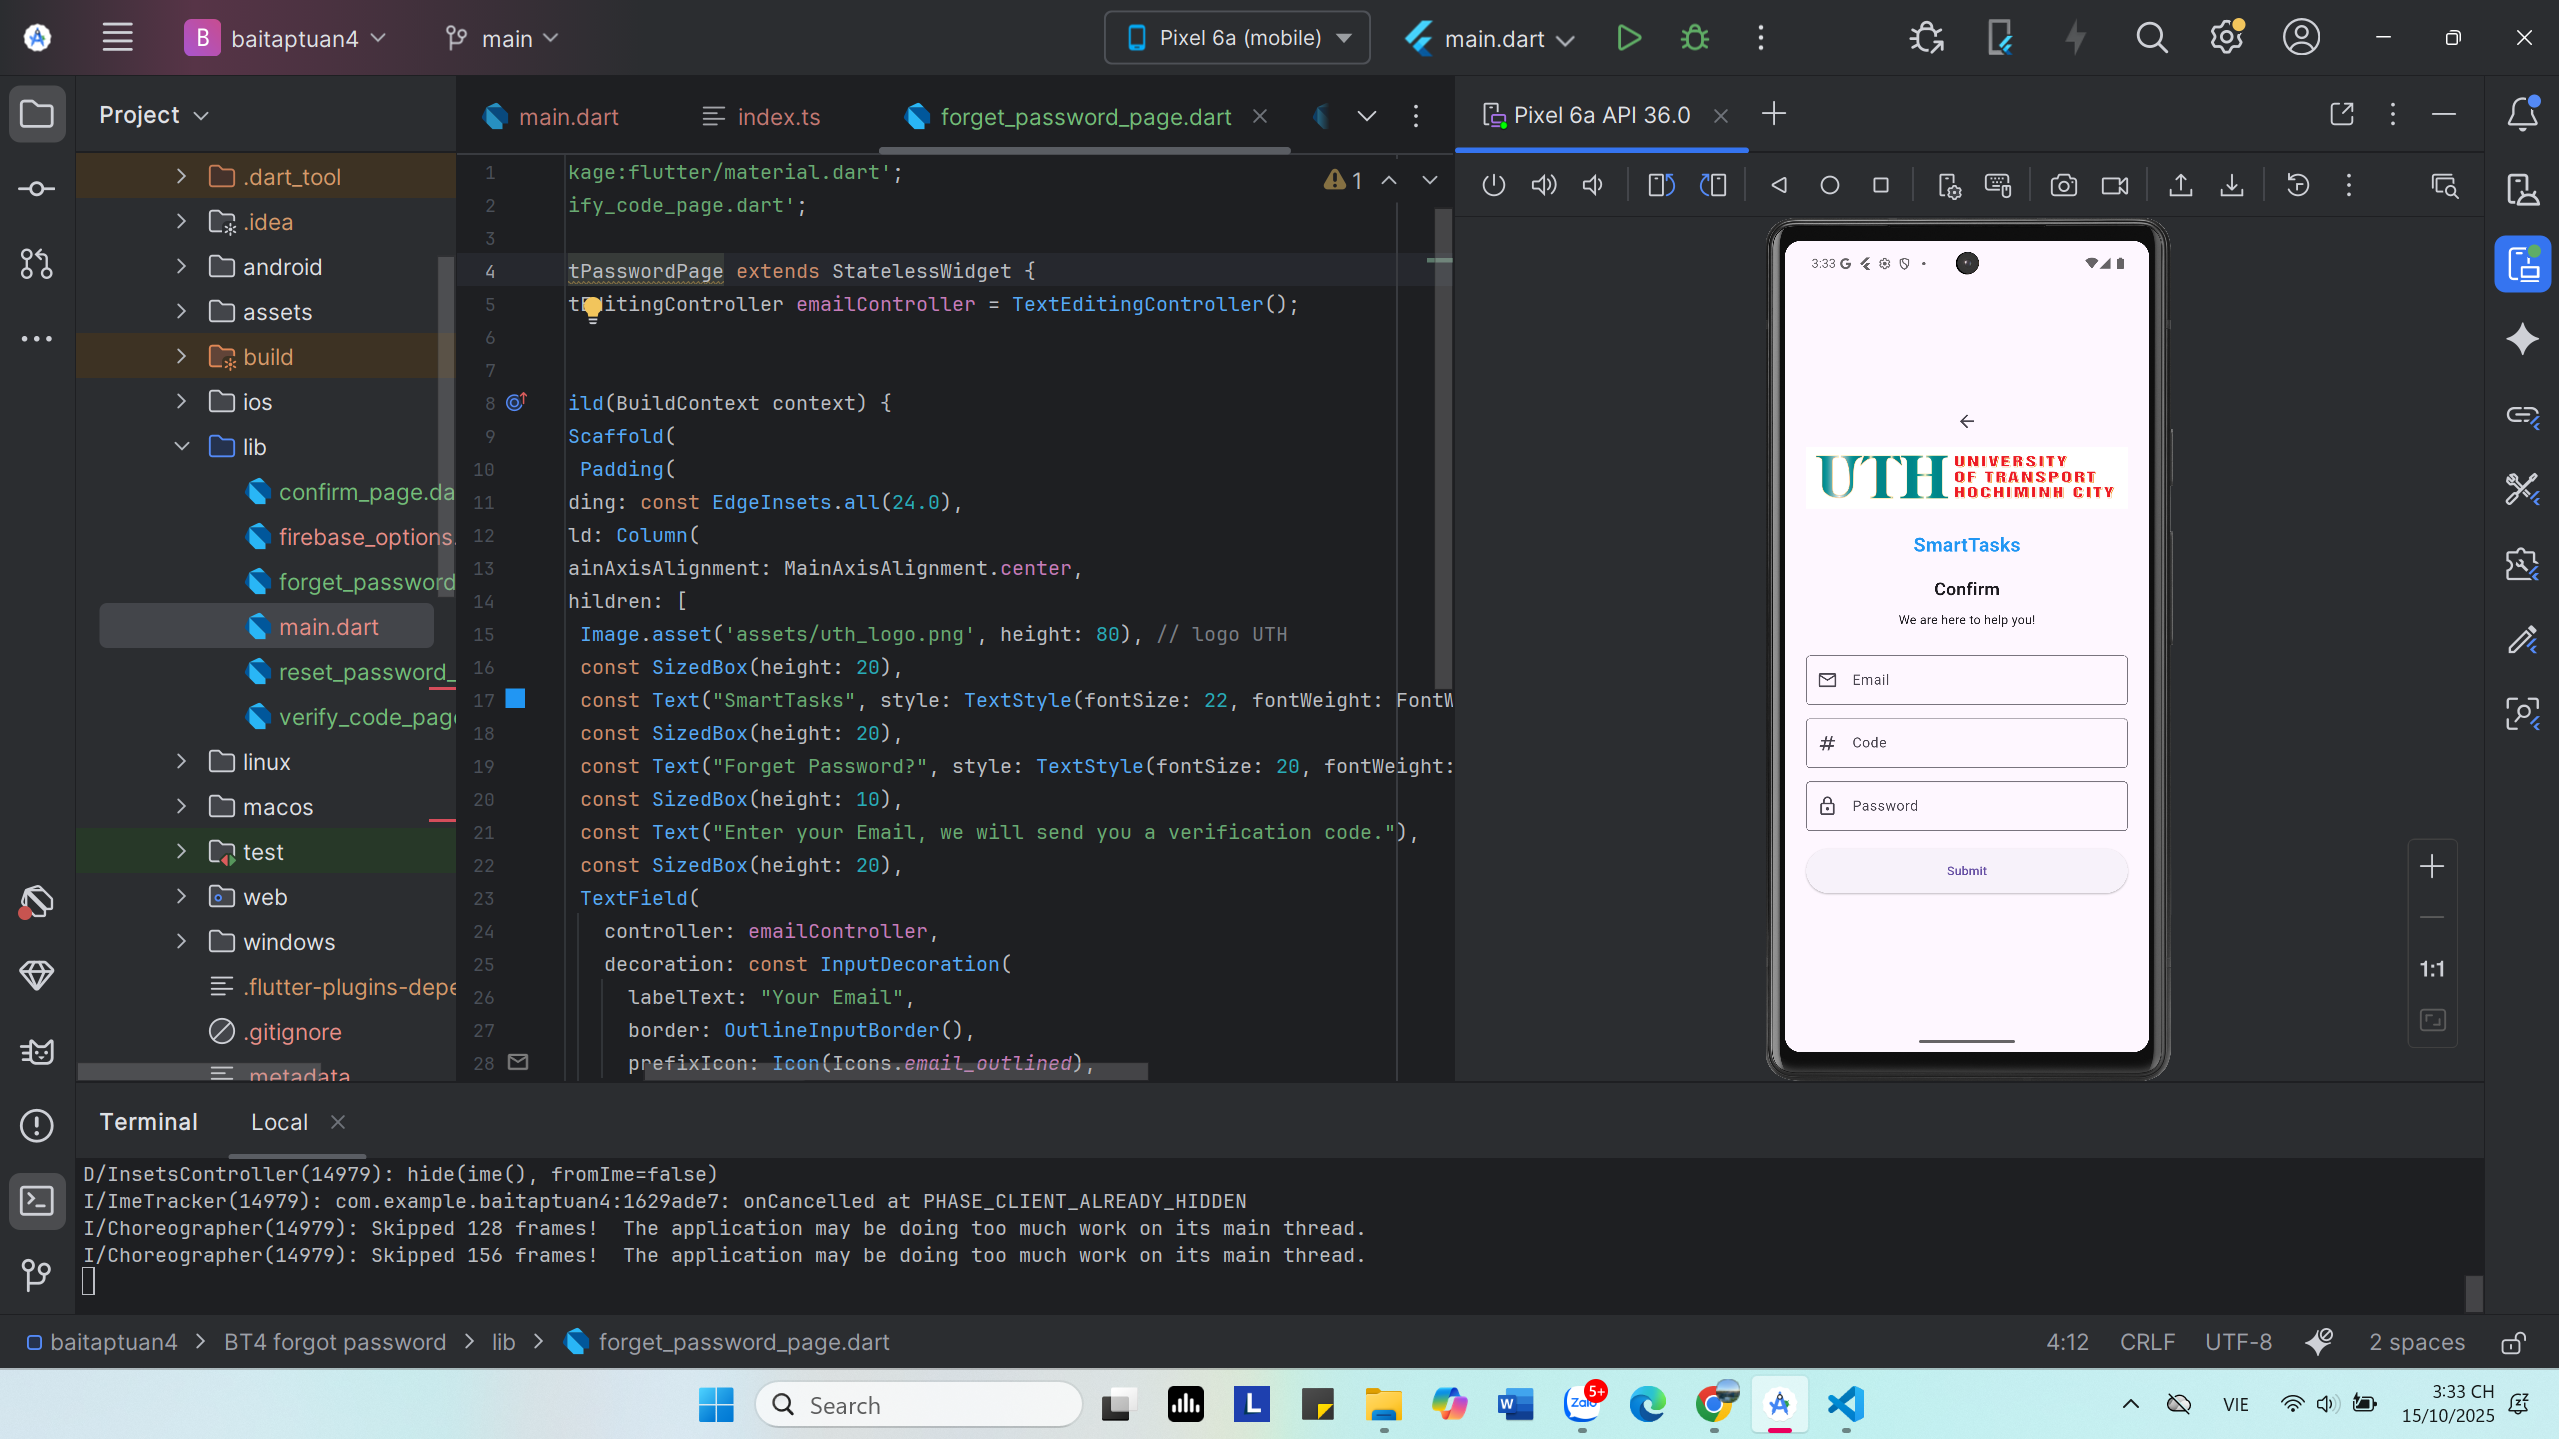 B baitaptuan4 main Pixel 6a (mobile) main.dart
Project
main.dart index.ts forget_password_page.dart
Pixel 6a API 36.0
.dart_tool
.idea
android
assets
build
ios
lib
confirm_page.da
firebase_options.
forget_password
main.dart
reset_password_
verify_code_page
linux
macos
test
web
windows
.flutter-plugins-depe
.gitignore
.metadata
1
1 kage:flutter/material.dart';
2 ify_code_page.dart';
3
4 tPasswordPage extends StatelessWidget {
5 tEditingController emailController = TextEditingController();
6
7
8 ild(BuildContext context) {
9 Scaffold(
10 Padding(
11 ding: const EdgeInsets.all(24.0),
12 ld: Column(
13 ainAxisAlignment: MainAxisAlignment.center,
14 hildren: [
15 Image.asset('assets/uth_logo.png', height: 80), // logo UTH
16 const SizedBox(height: 20),
17 const Text("SmartTasks", style: TextStyle(fontSize: 22, fontWeight: FontW
18 const SizedBox(height: 20),
19 const Text("Forget Password?", style: TextStyle(fontSize: 20, fontWeight:
20 const SizedBox(height: 10),
21 const Text("Enter your Email, we will send you a verification code."),
22 const SizedBox(height: 20),
23 TextField(
24 controller: emailController,
25 decoration: const InputDecoration(
26 labelText: "Your Email",
27 border: OutlineInputBorder(),
28 prefixIcon: Icon(Icons.email_outlined),
3:33 G
UTH UNIVERSITY
OF TRANSPORT
HOCHIMINH CITY
SmartTasks
Confirm
We are here to help you!
Email
# Code
Password
Submit
1:1
Terminal Local
D/InsetsController(14979): hide(ime(), fromIme=false)
I/ImeTracker(14979): com.example.baitaptuan4:1629ade7: onCancelled at PHASE_CLIENT_ALREADY_HIDDEN
I/Choreographer(14979): Skipped 128 frames!  The application may be doing too much work on its main thread.
I/Choreographer(14979): Skipped 156 frames!  The application may be doing too much work on its main thread.
baitaptuan4 > BT4 forgot password > lib > forget_password_page.dart
4:12 CRLF UTF-8 2 spaces
Search
L
W
Zalo
5+
VIE
3:33 CH
15/10/2025